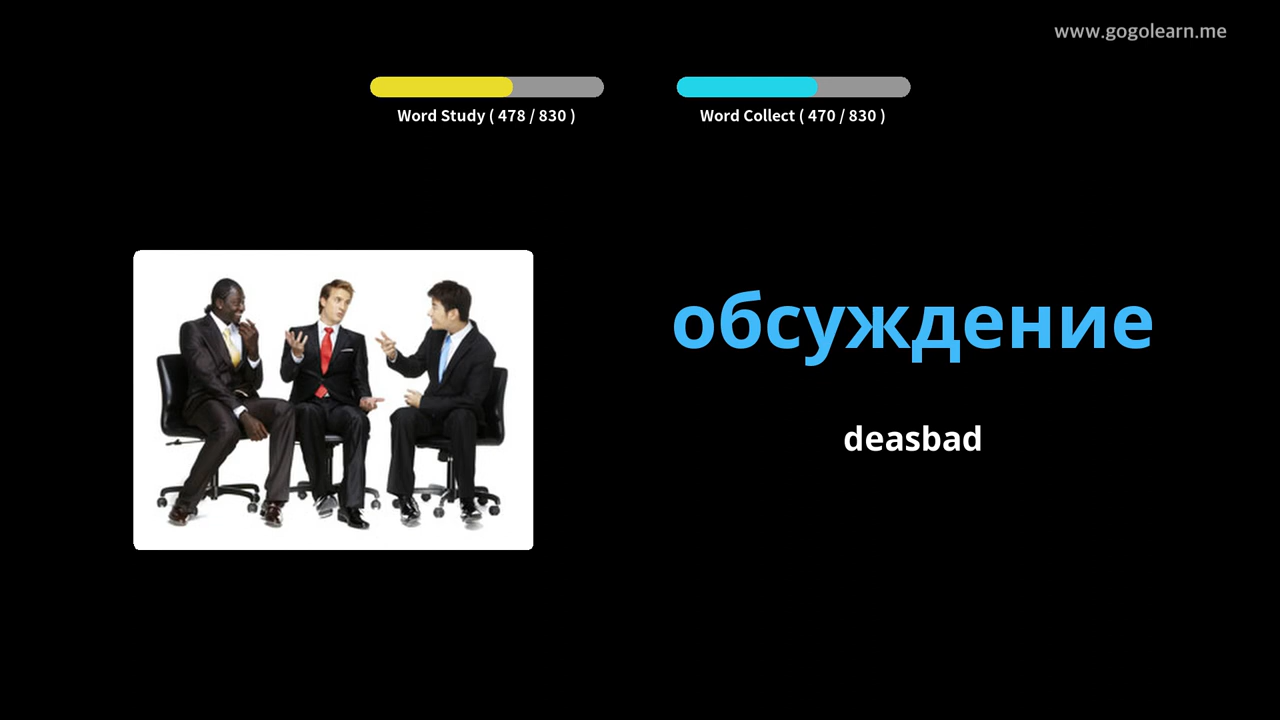 www.gogolearn.me
Word Study ( 478 / 830 )
Word Collect ( 470 / 830 )
обсуждение
deasbad